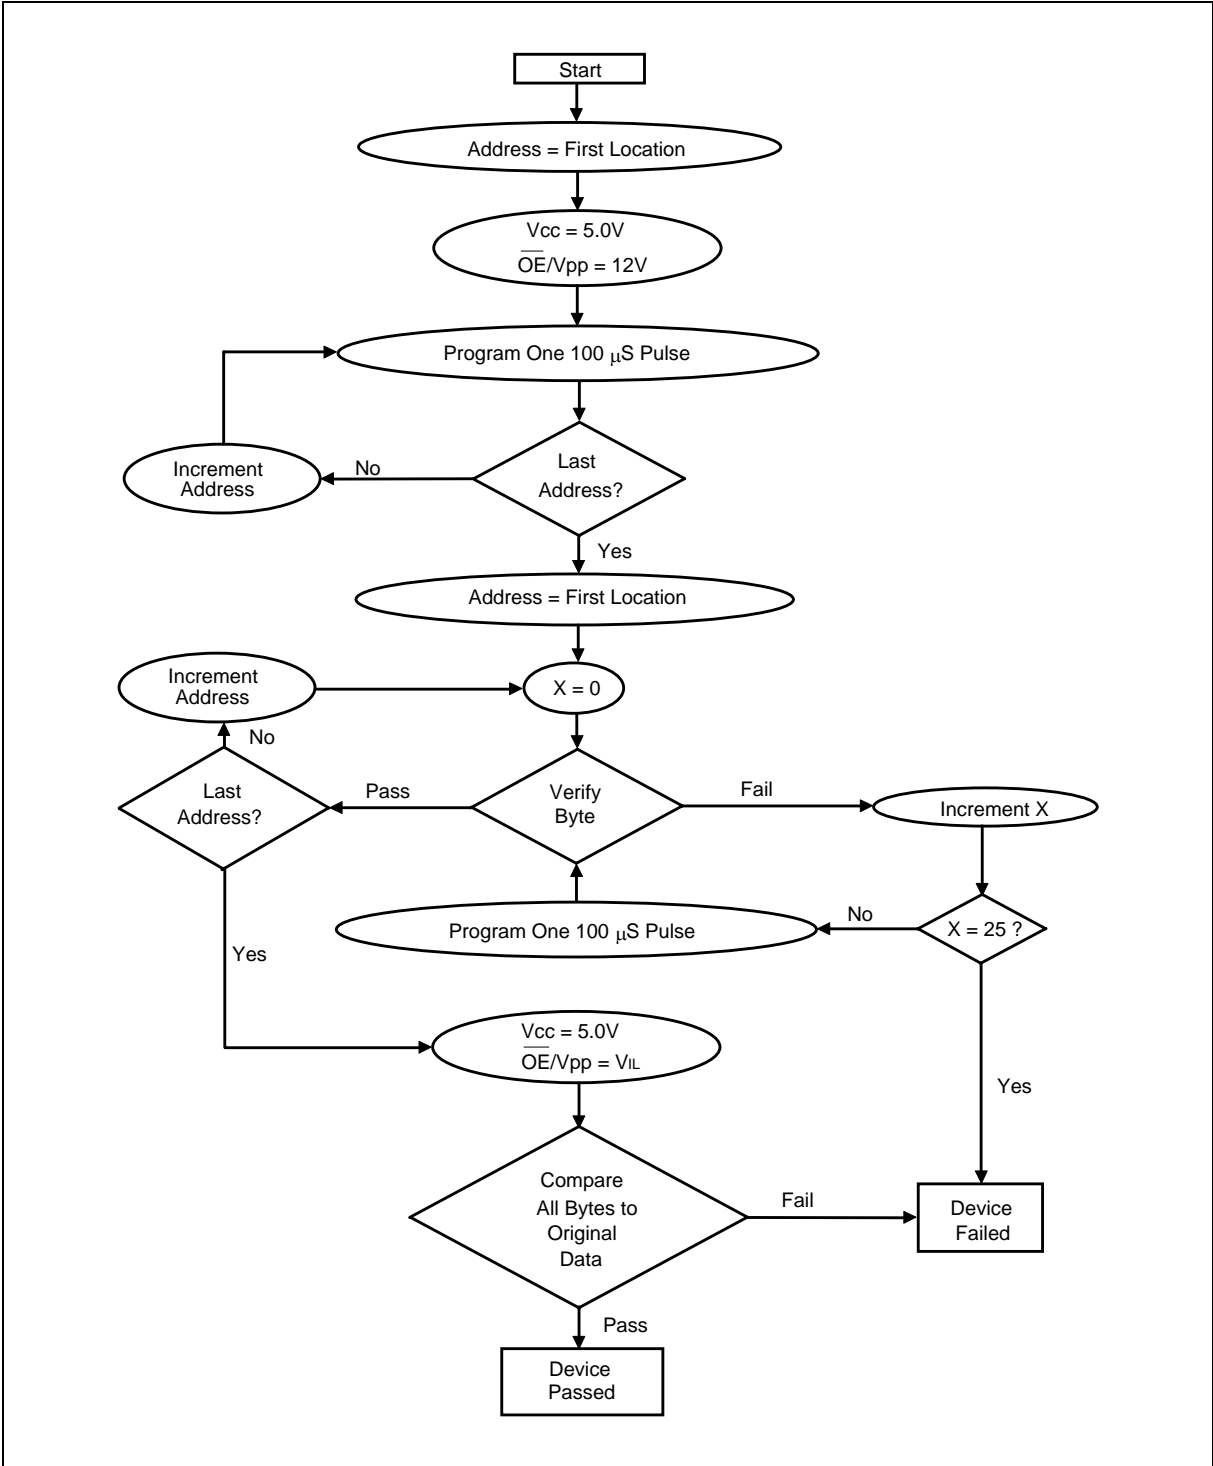 Start
Address = First Location
Vcc = 5.0V
OE/Vpp = 12V
Program One 100 µS Pulse
Increment
Address
No
Last
Address?
Yes
Address = First Location
Increment
Address
X = 0
No
Last
Address?
Pass
Verify
Byte
Fail
Increment X
Program One 100 µS Pulse
No
X = 25 ?
Yes
Vcc = 5.0V
OE/Vpp = VIL
Yes
Compare
All Bytes to
Original
Data
Fail
Device
Failed
Pass
Device
Passed